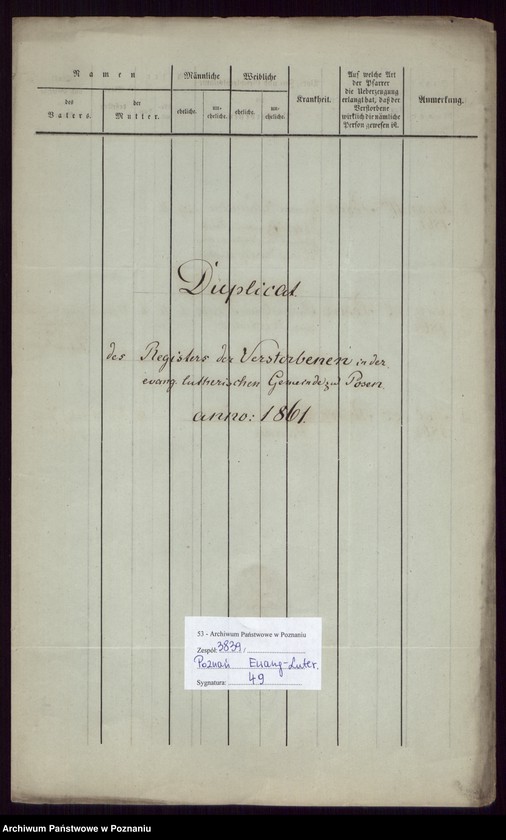 Namen
Männliche
Weibliche
Krankheit.
Auf welche Art
der Pfarrer
die Ueberzeugung
erlangt hat, daß der
Verstorbene
wirklich die nämliche
Person gewesen ist.
Anmerkung.
des
Vaters.
der
Mutter.
eheliche.
un-
eheliche.
eheliche.
un-
eheliche.
Duplicat
des Registers der Verstorbenen in der
evang. lutherischen Gemeinde zu Posen
anno: 1861.
53 - Archiwum Państwowe w Poznaniu
Zespół: 3839 /
Poznań Ewang-Luter.
Sygnatura: 49
Archiwum Państwowe w Poznaniu